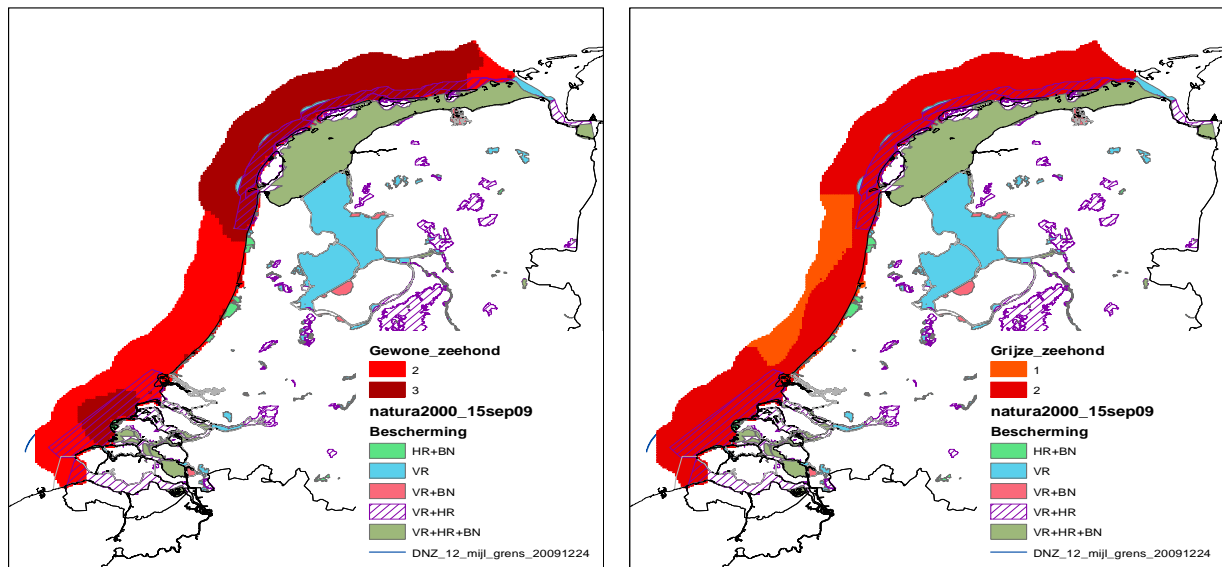 Gewone_zeehond
2
3
natura2000_15sep09
Bescherming
HR+BN
VR
VR+BN
VR+HR
VR+HR+BN
DNZ_12_mijl_grens_20091224
Grijze_zeehond
1
2
natura2000_15sep09
Bescherming
HR+BN
VR
VR+BN
VR+HR
VR+HR+BN
DNZ_12_mijl_grens_20091224